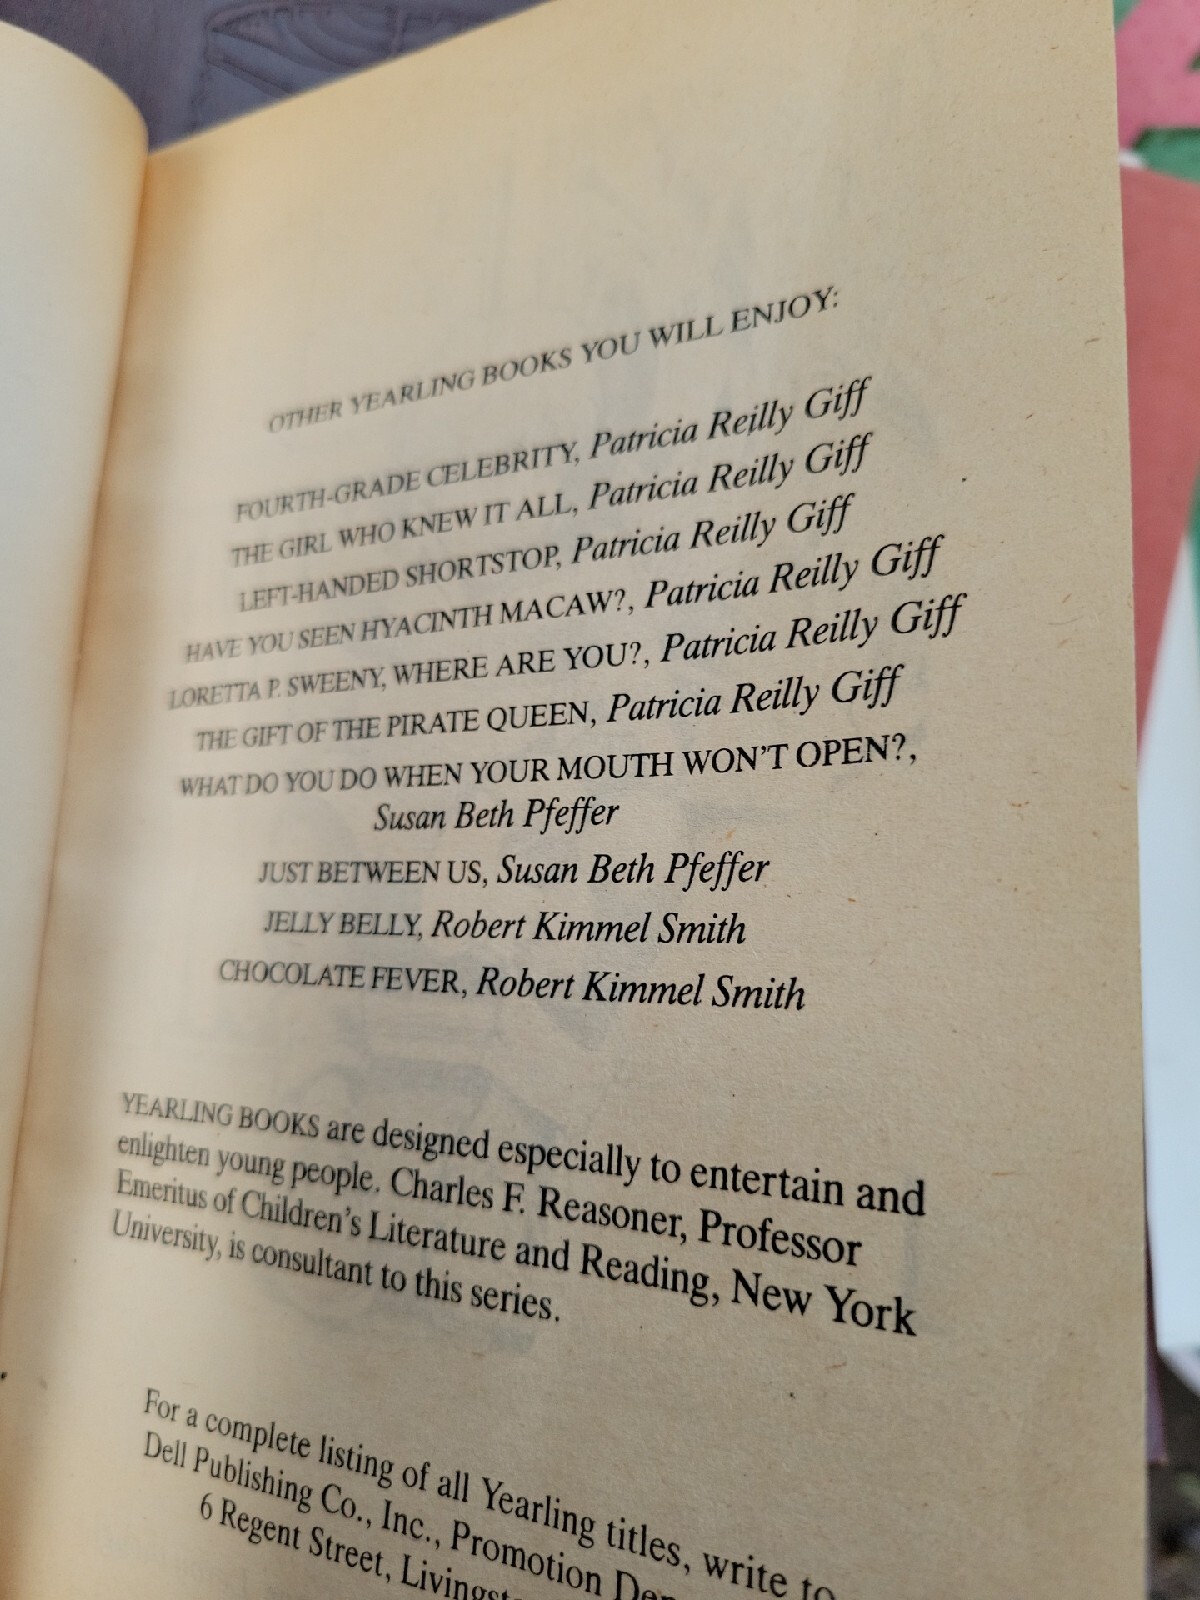 OTHER YEARLING BOOKS YOU WILL ENJOY:
FOURTH-GRADE CELEBRITY, Patricia Reilly Giff
THE GIRL WHO KNEW IT ALL, Patricia Reilly Giff
LEFT-HANDED SHORTSTOP, Patricia Reilly Giff
HAVE YOU SEEN HYACINTH MACAW?, Patricia Reilly Giff
LORETTA P. SWEENY, WHERE ARE YOU?, Patricia Reilly Giff
THE GIFT OF THE PIRATE QUEEN, Patricia Reilly Giff
WHAT DO YOU DO WHEN YOUR MOUTH WON'T OPEN?,
Susan Beth Pfeffer
JUST BETWEEN US, Susan Beth Pfeffer
JELLY BELLY, Robert Kimmel Smith
CHOCOLATE FEVER, Robert Kimmel Smith
YEARLING BOOKS are designed especially to entertain and
enlighten young people. Charles F. Reasoner, Professor
Emeritus of Children's Literature and Reading, New York
University, is consultant to this series.
For a complete listing of all Yearling titles, write to
Dell Publishing Co., Inc., Promotion
6 Regent Street,